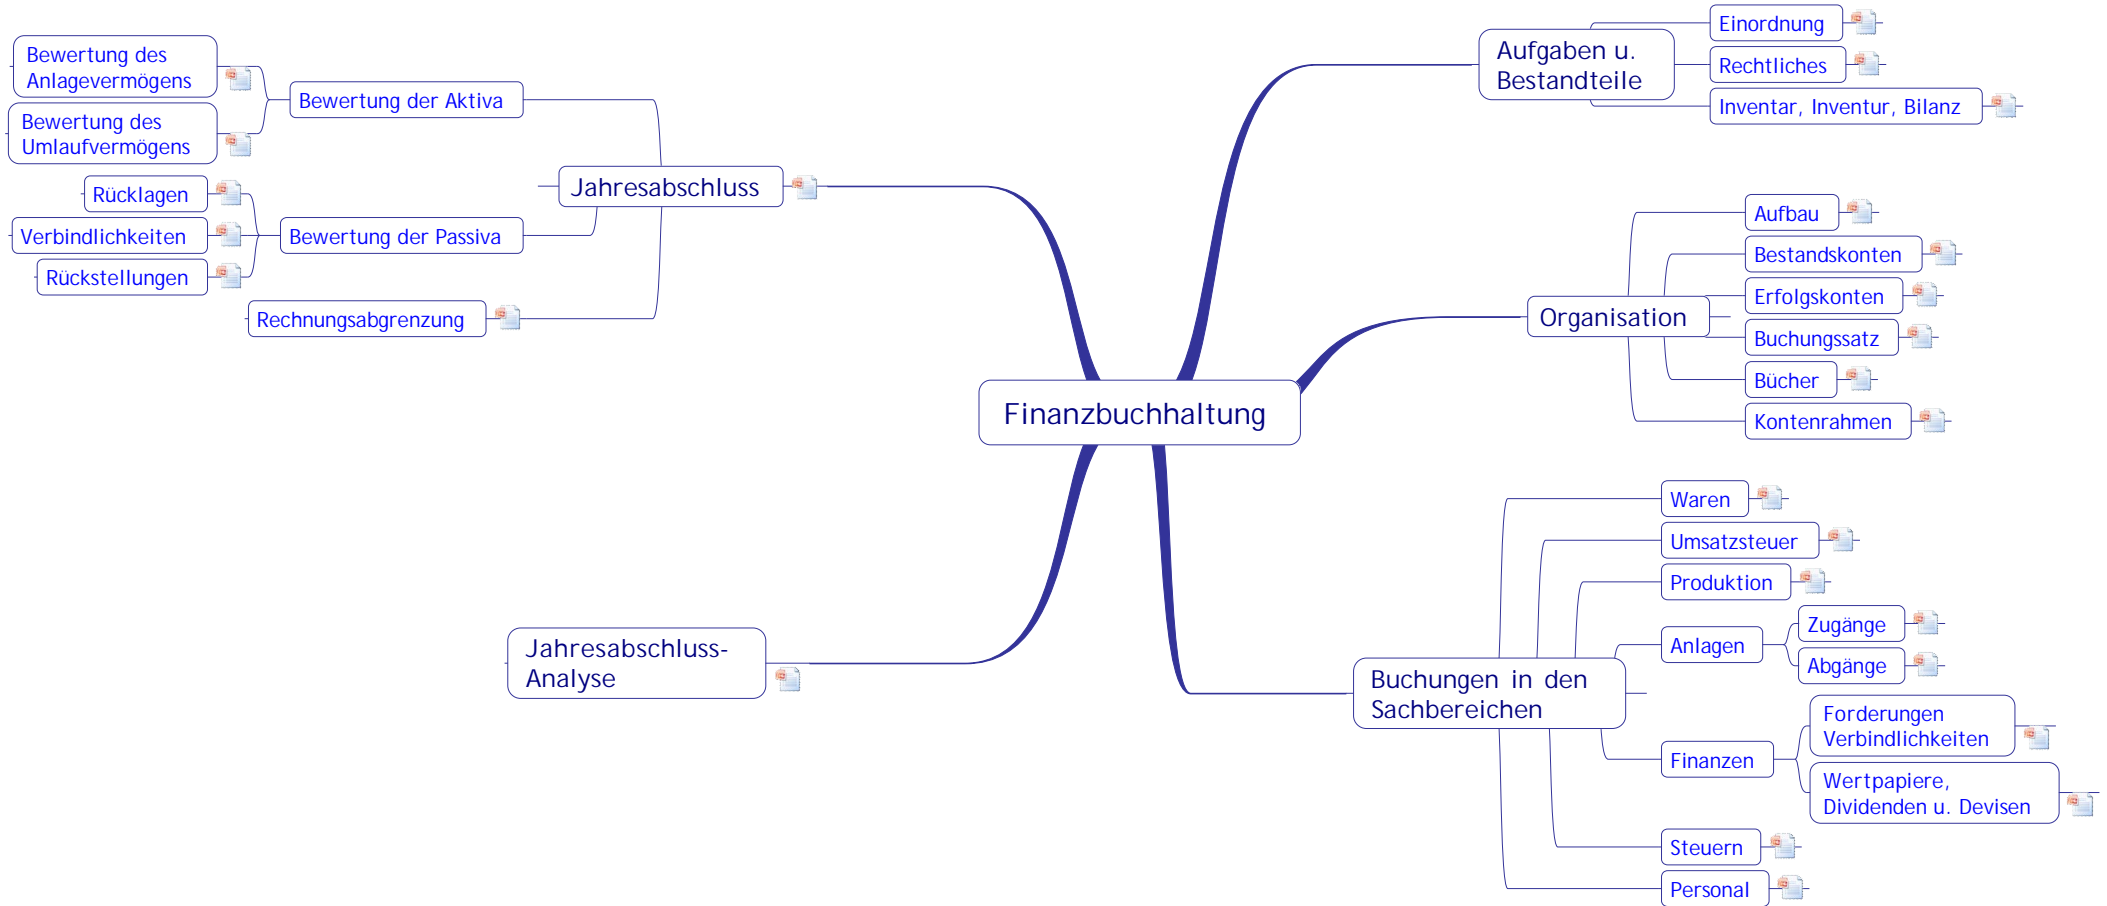 Finanzbuchhaltung
Aufgaben u.
Bestandteile
Einordnung
Rechtliches
Inventar, Inventur, Bilanz
Organisation
Aufbau
Bestandskonten
Erfolgskonten
Buchungssatz
Bücher
Kontenrahmen
Buchungen in den
Sachbereichen
Waren
Umsatzsteuer
Produktion
Anlagen
Zugänge
Abgänge
Finanzen
Forderungen
Verbindlichkeiten
Wertpapiere,
Dividenden u. Devisen
Steuern
Personal
Jahresabschluss-
Analyse
Jahresabschluss
Bewertung der Aktiva
Bewertung des
Anlagevermögens
Bewertung des
Umlaufvermögens
Bewertung der Passiva
Rücklagen
Verbindlichkeiten
Rückstellungen
Rechnungsabgrenzung